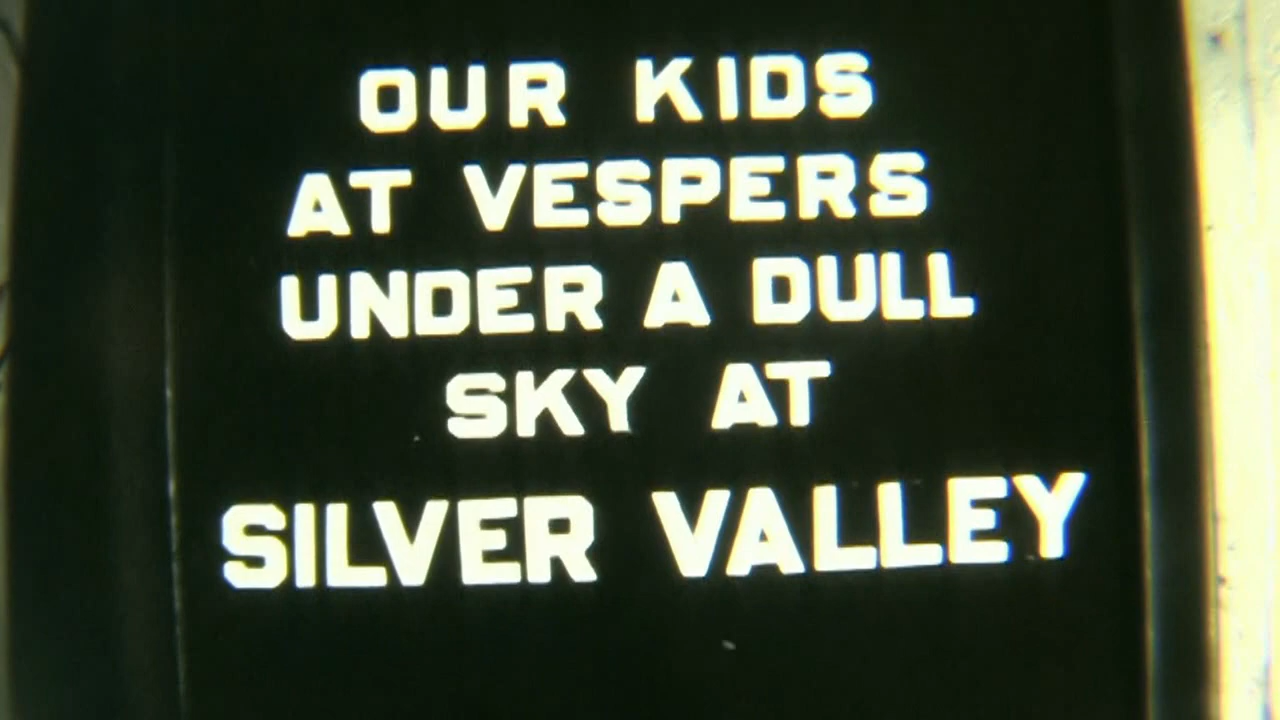 OUR KIDS
AT VESPERS
UNDER A DULL
SKY AT
SILVER VALLEY